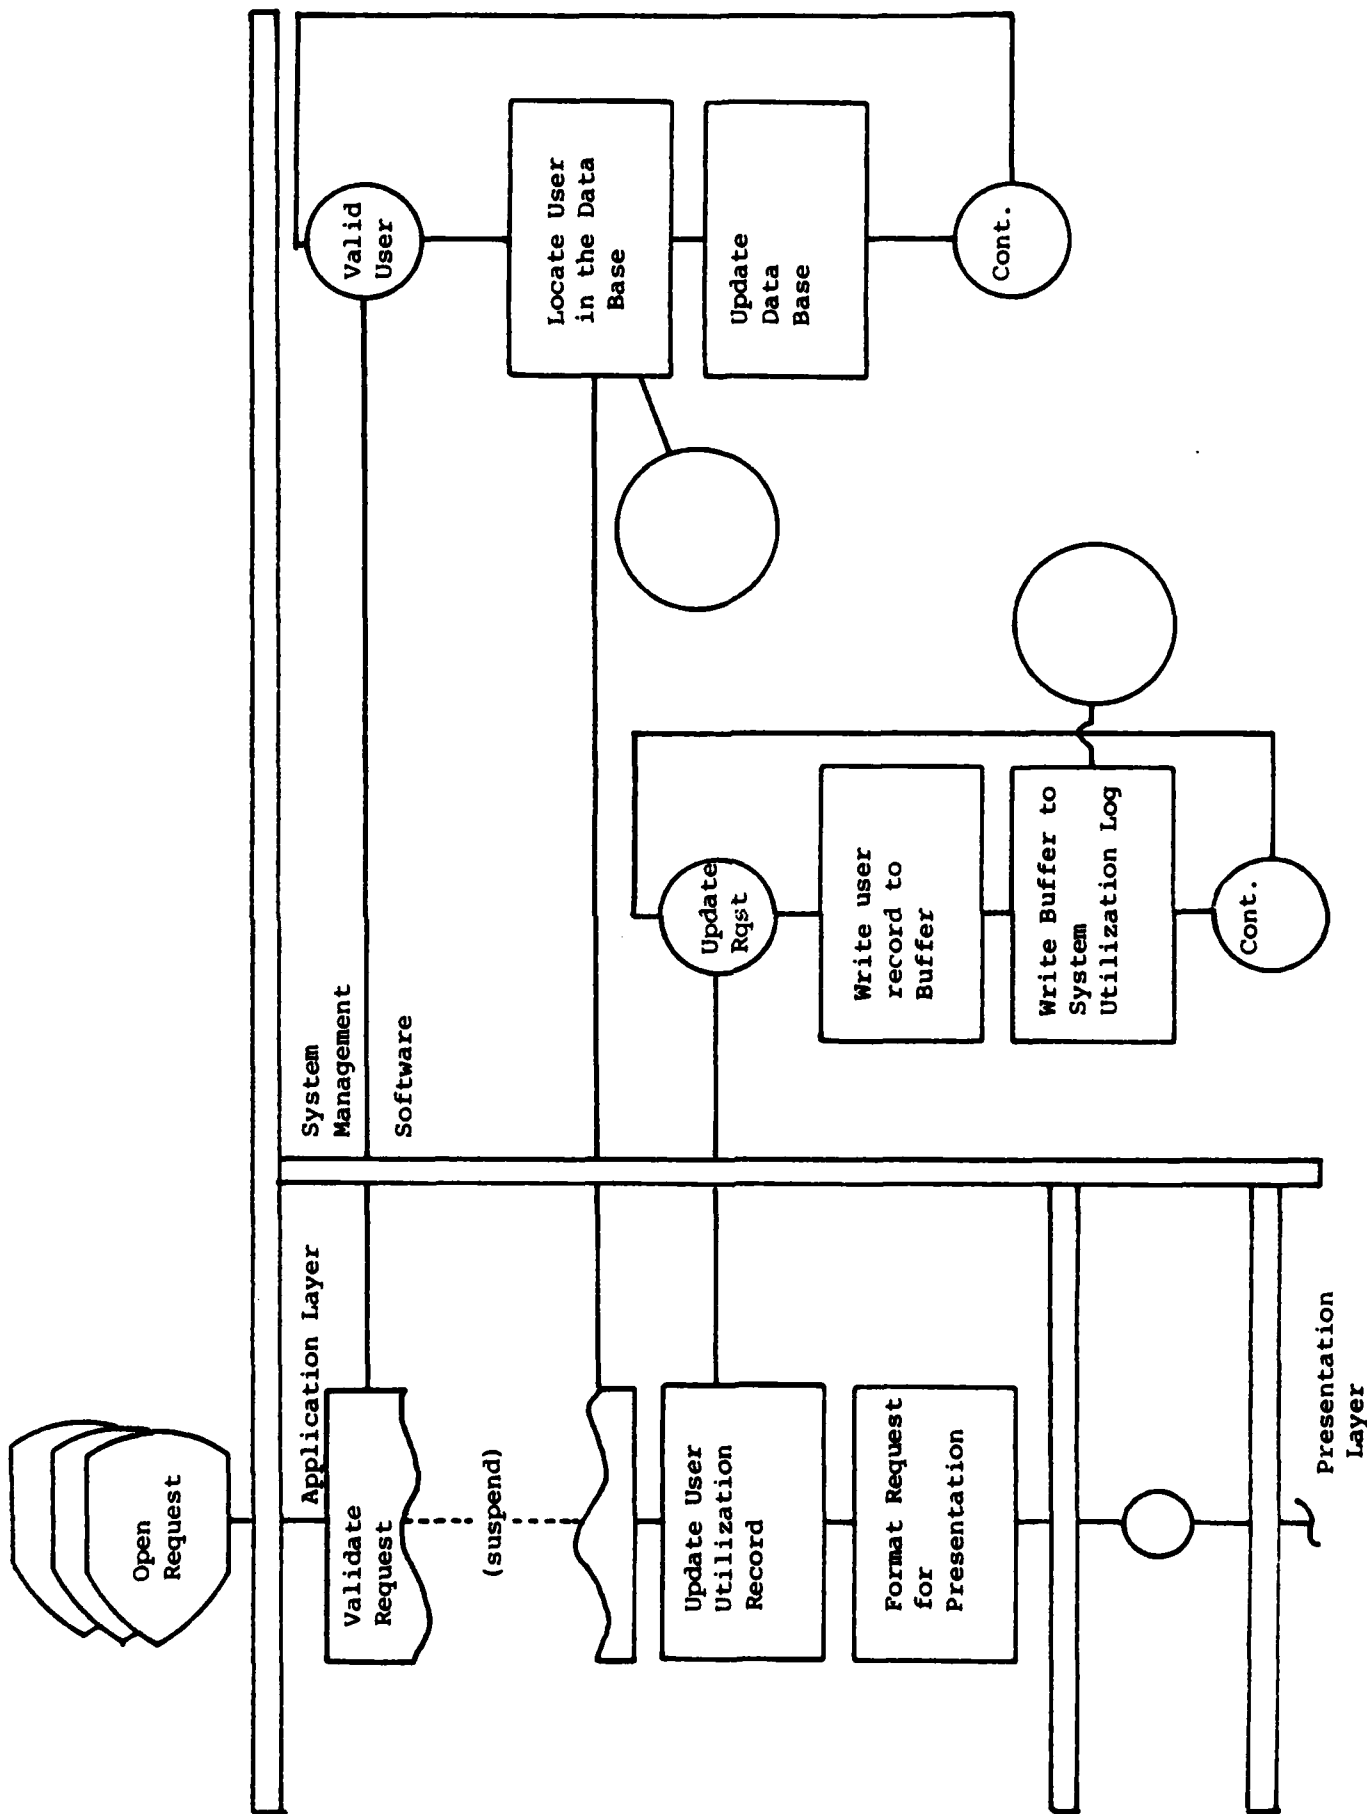 Open
Request
Application Layer
System
Management
Software
Validate
Request
(suspend)
Update User
Utilization
Record
Format Request
for
Presentation
Presentation
Layer
Valid
User
Locate User
in the Data
Base
Update
Data
Base
Cont.
Update
Rqst
Write user
record to
Buffer
Write Buffer to
System
Utilization Log
Cont.